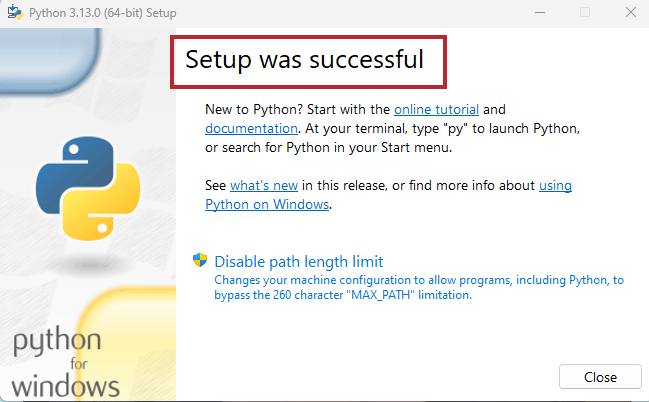 Python 3.13.0 (64-bit) Setup
Setup was successful
New to Python? Start with the online tutorial and
documentation. At your terminal, type "py" to launch Python,
or search for Python in your Start menu.
See what's new in this release, or find more info about using
Python on Windows.
Disable path length limit
Changes your machine configuration to allow programs, including Python, to
bypass the 260 character "MAX_PATH" limitation.
python
for
windows
Close